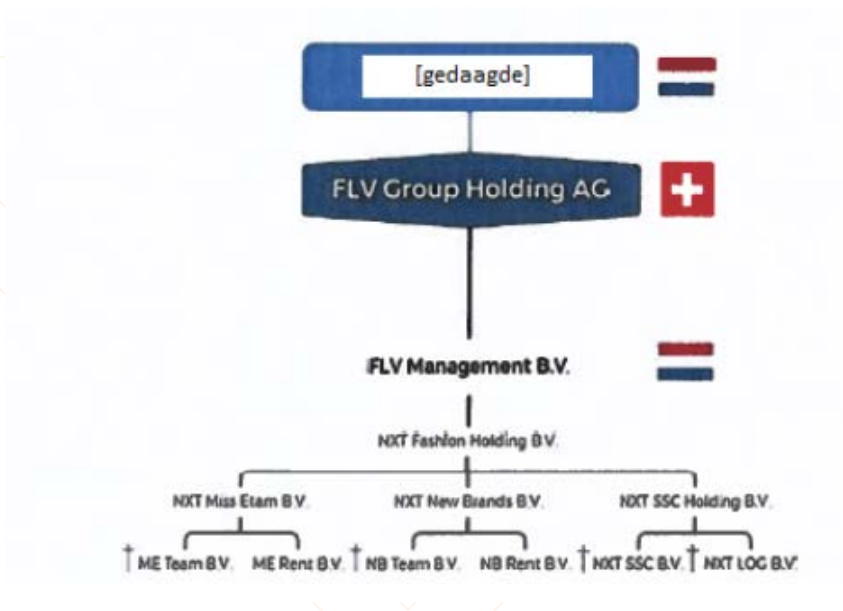 [gedaagde]
FLV Group Holding AG
FLV Management B.V.
NXT Fashion Holding B.V.
NXT Miss Etam B.V. NXT New Brands B.V. NXT SSC Holding B.V.
† ME Team B.V. ME Rent B.V. † NB Team B.V. NB Rent B.V. † NXT SSC B.V. † NXT LOG B.V.